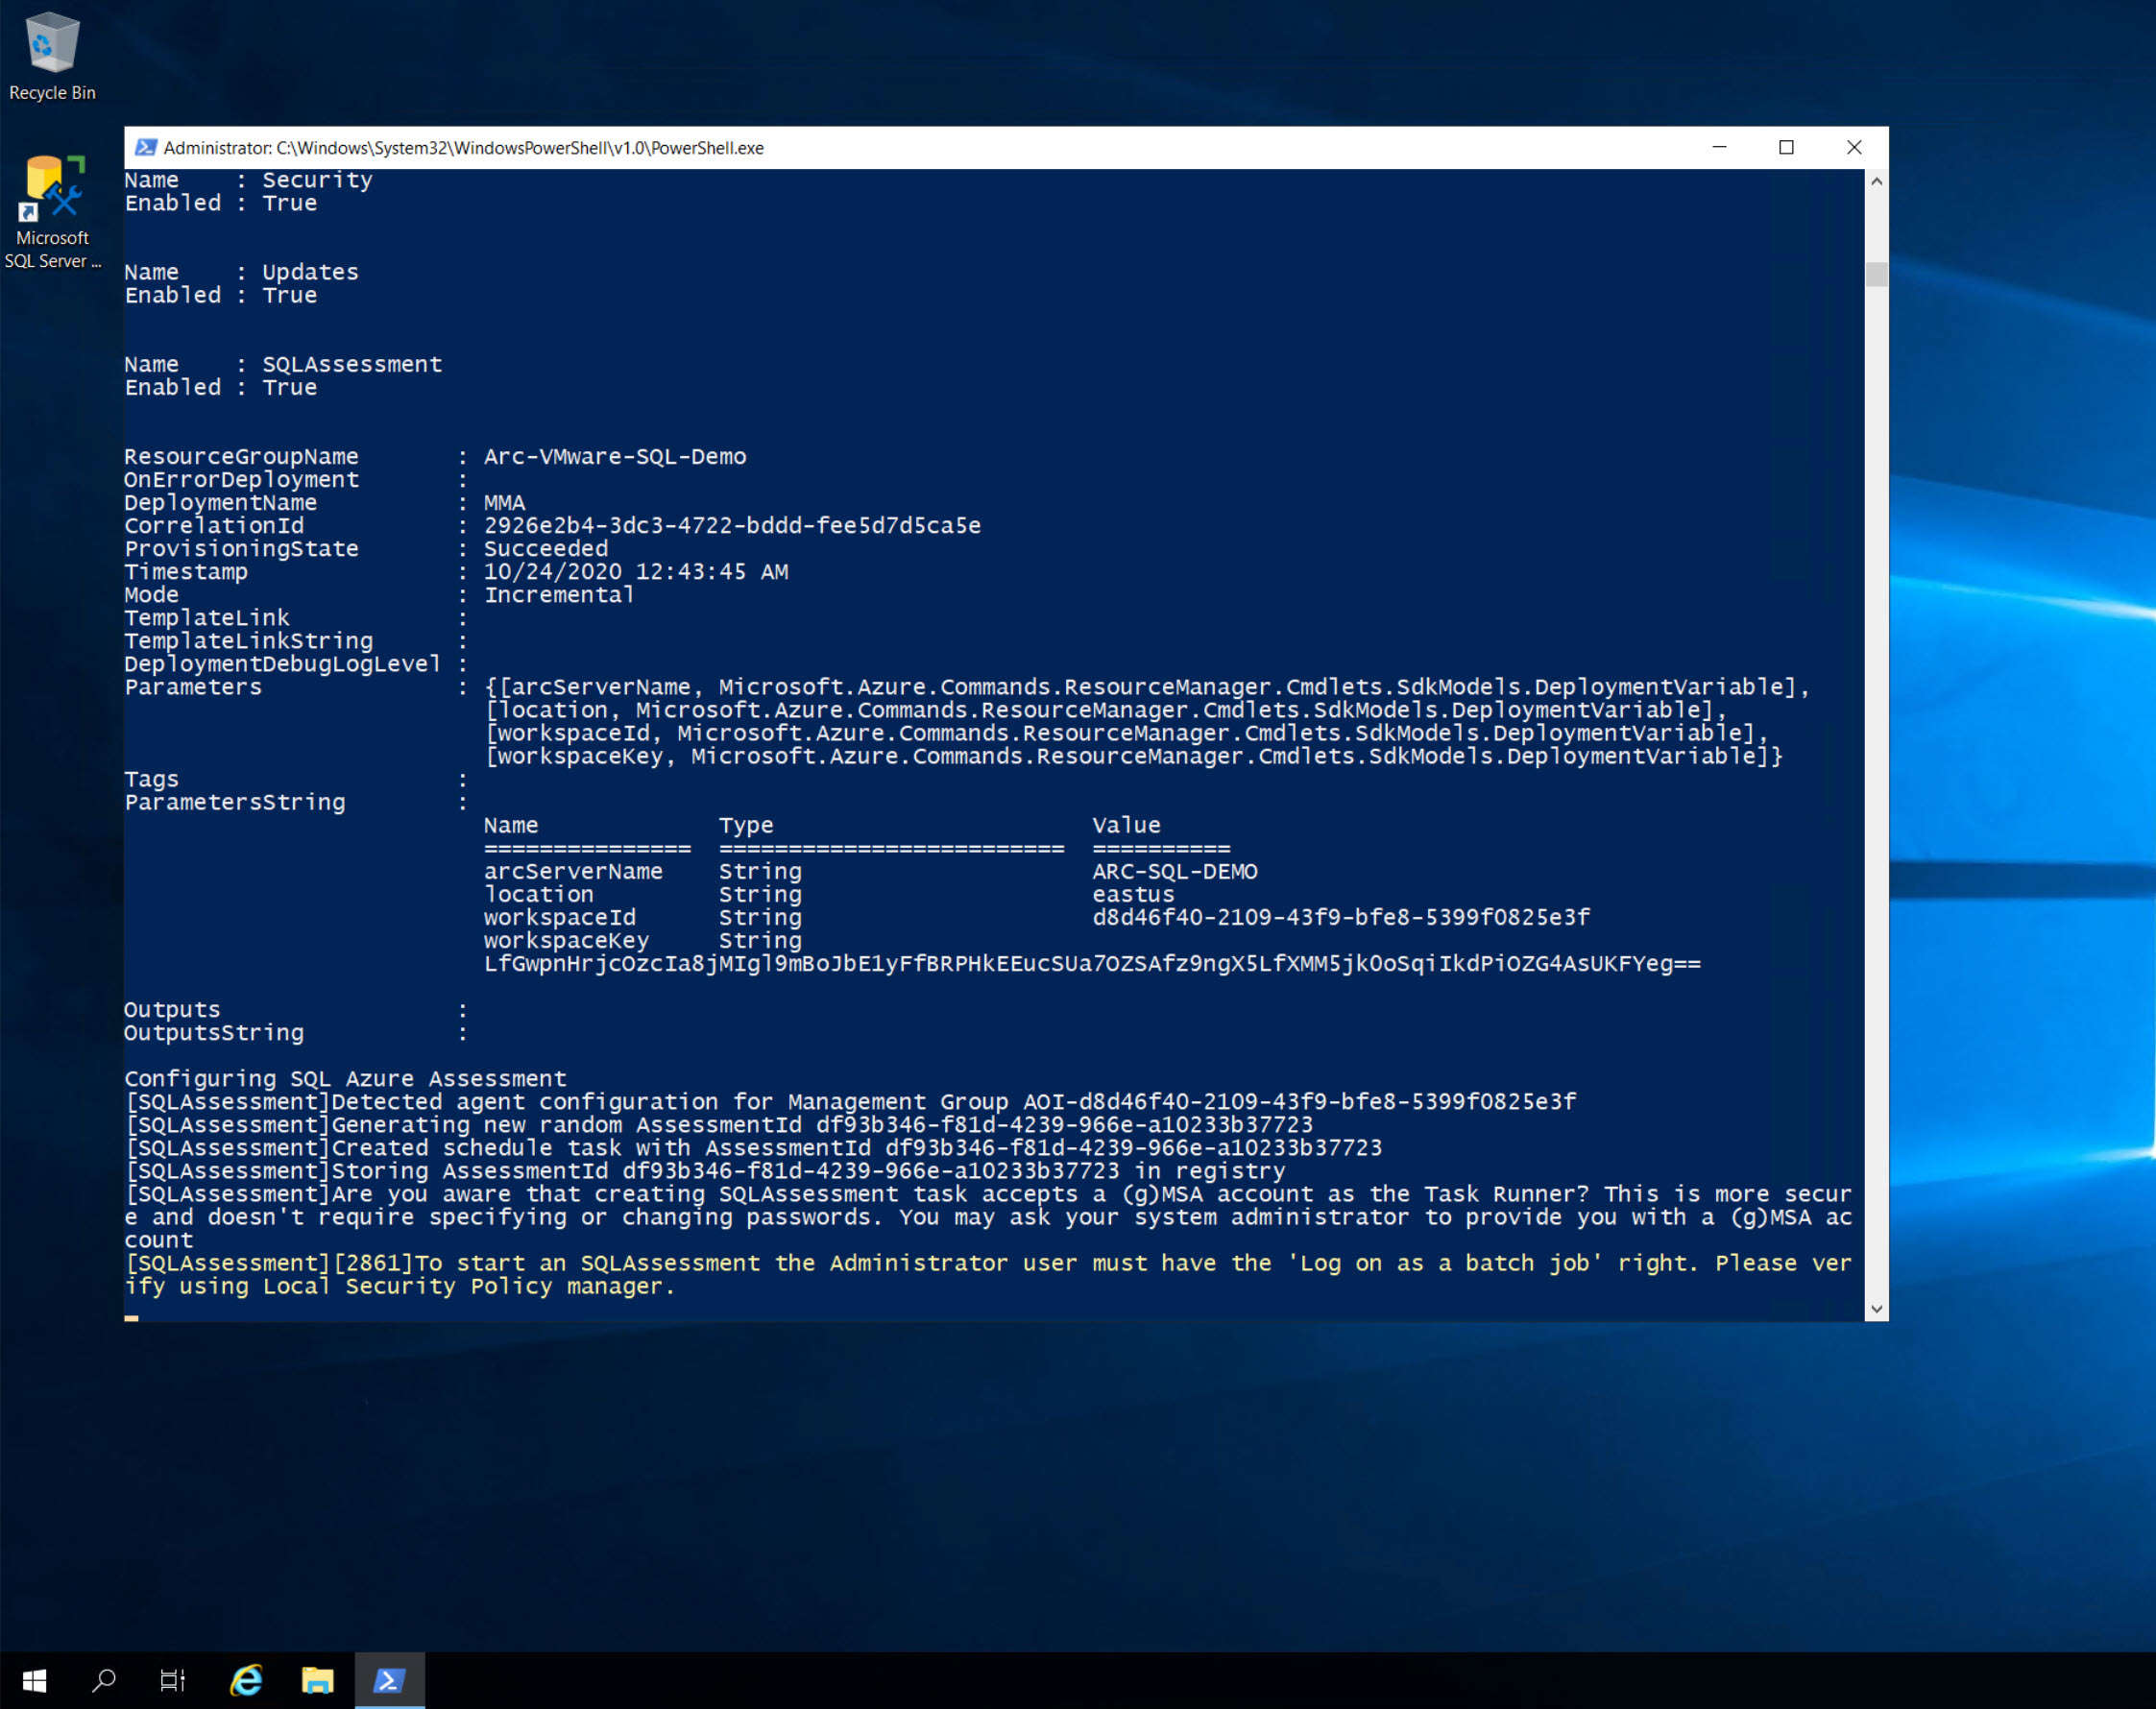 Recycle Bin
Microsoft
SQL Server ...
Administrator: C:\Windows\System32\WindowsPowerShell\v1.0\PowerShell.exe
Name    : Security
Enabled : True
Name    : Updates
Enabled : True
Name    : SQLAssessment
Enabled : True
ResourceGroupName       : Arc-VMware-SQL-Demo
OnErrorDeployment       :
DeploymentName          : MMA
CorrelationId           : 2926e2b4-3dc3-4722-bddd-fee5d7d5ca5e
ProvisioningState       : Succeeded
Timestamp               : 10/24/2020 12:43:45 AM
Mode                    : Incremental
TemplateLink            :
TemplateLinkString      :
DeploymentDebugLogLevel :
Parameters              : {[arcServerName, Microsoft.Azure.Commands.ResourceManager.Cmdlets.SdkModels.DeploymentVariable],
[location, Microsoft.Azure.Commands.ResourceManager.Cmdlets.SdkModels.DeploymentVariable],
[workspaceId, Microsoft.Azure.Commands.ResourceManager.Cmdlets.SdkModels.DeploymentVariable],
[workspaceKey, Microsoft.Azure.Commands.ResourceManager.Cmdlets.SdkModels.DeploymentVariable]}
Tags                    :
ParametersString        :
Name             Type                       Value
===============  =========================  ==========
arcServerName    String                     ARC-SQL-DEMO
location         String                     eastus
workspaceId      String                     d8d46f40-2109-43f9-bfe8-5399f0825e3f
workspaceKey     String
LfGwpnHrjcOzcIa8jMIgl9mBoJbE1yFfBRPHkEEucSUa7OZSAfz9ngX5LfXMM5jk0oSqiIkdPiOZG4AsUKFYeg==
Outputs                 :
OutputsString           :
Configuring SQL Azure Assessment
[SQLAssessment]Detected agent configuration for Management Group AOI-d8d46f40-2109-43f9-bfe8-5399f0825e3f
[SQLAssessment]Generating new random AssessmentId df93b346-f81d-4239-966e-a10233b37723
[SQLAssessment]Created schedule task with AssessmentId df93b346-f81d-4239-966e-a10233b37723
[SQLAssessment]Storing AssessmentId df93b346-f81d-4239-966e-a10233b37723 in registry
[SQLAssessment]Are you aware that creating SQLAssessment task accepts a (g)MSA account as the Task Runner? This is more secur
e and doesn't require specifying or changing passwords. You may ask your system administrator to provide you with a (g)MSA ac
count
[SQLAssessment][2861]To start an SQLAssessment the Administrator user must have the 'Log on as a batch job' right. Please ver
ify using Local Security Policy manager.